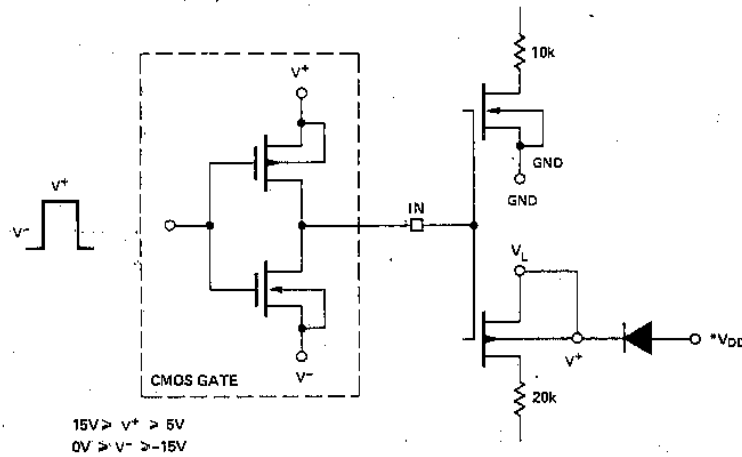 10k
V⁺
GND
GND
V⁺
V⁻
IN
V_L
V⁺
*V_DD
V⁻
20k
CMOS GATE
15V ≥ V⁺ ≥ 5V
0V ≥ V⁻ ≥ -15V